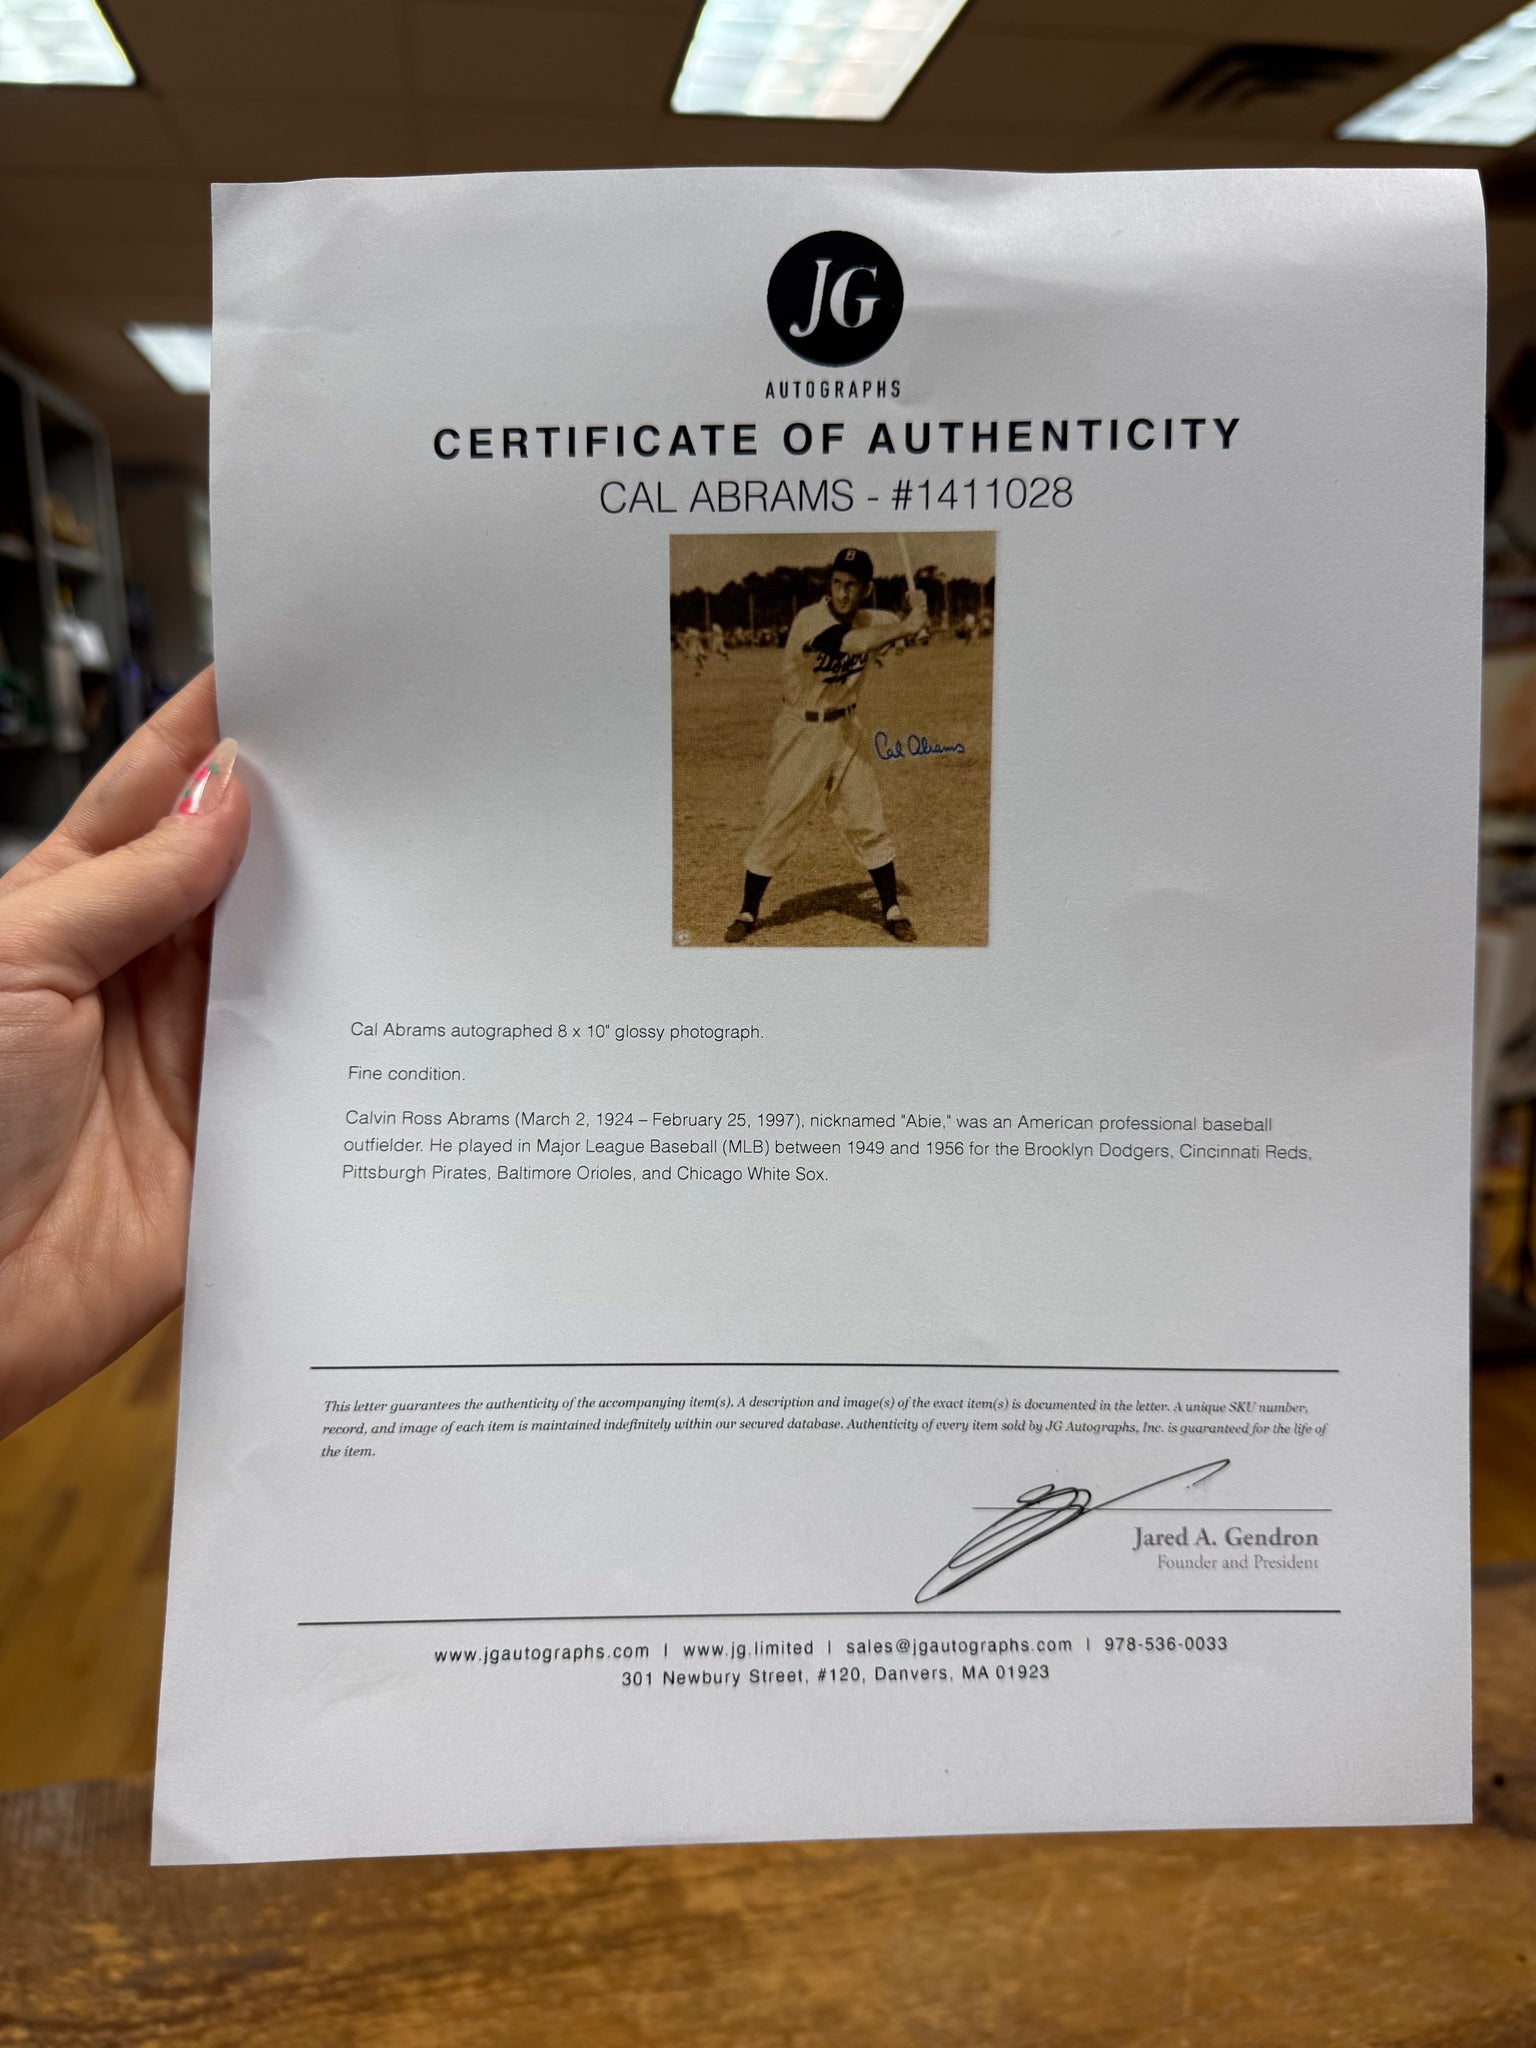 JG
AUTOGRAPHS
CERTIFICATE OF AUTHENTICITY
CAL ABRAMS - #1411028
B
Dodgers
Cal Abrams
Cal Abrams autographed 8 x 10" glossy photograph.
Fine condition.
Calvin Ross Abrams (March 2, 1924 – February 25, 1997), nicknamed "Abie," was an American professional baseball
outfielder. He played in Major League Baseball (MLB) between 1949 and 1956 for the Brooklyn Dodgers, Cincinnati Reds,
Pittsburgh Pirates, Baltimore Orioles, and Chicago White Sox.
This letter guarantees the authenticity of the accompanying item(s). A description and image(s) of the exact item(s) is documented in the letter. A unique SKU number,
record, and image of each item is maintained indefinitely within our secured database. Authenticity of every item sold by JG Autographs, Inc. is guaranteed for the life of
the item.
Jared A. Gendron
Founder and President
www.jgautographs.com | www.jg.limited | sales@jgautographs.com | 978-536-0033
301 Newbury Street, #120, Danvers, MA 01923